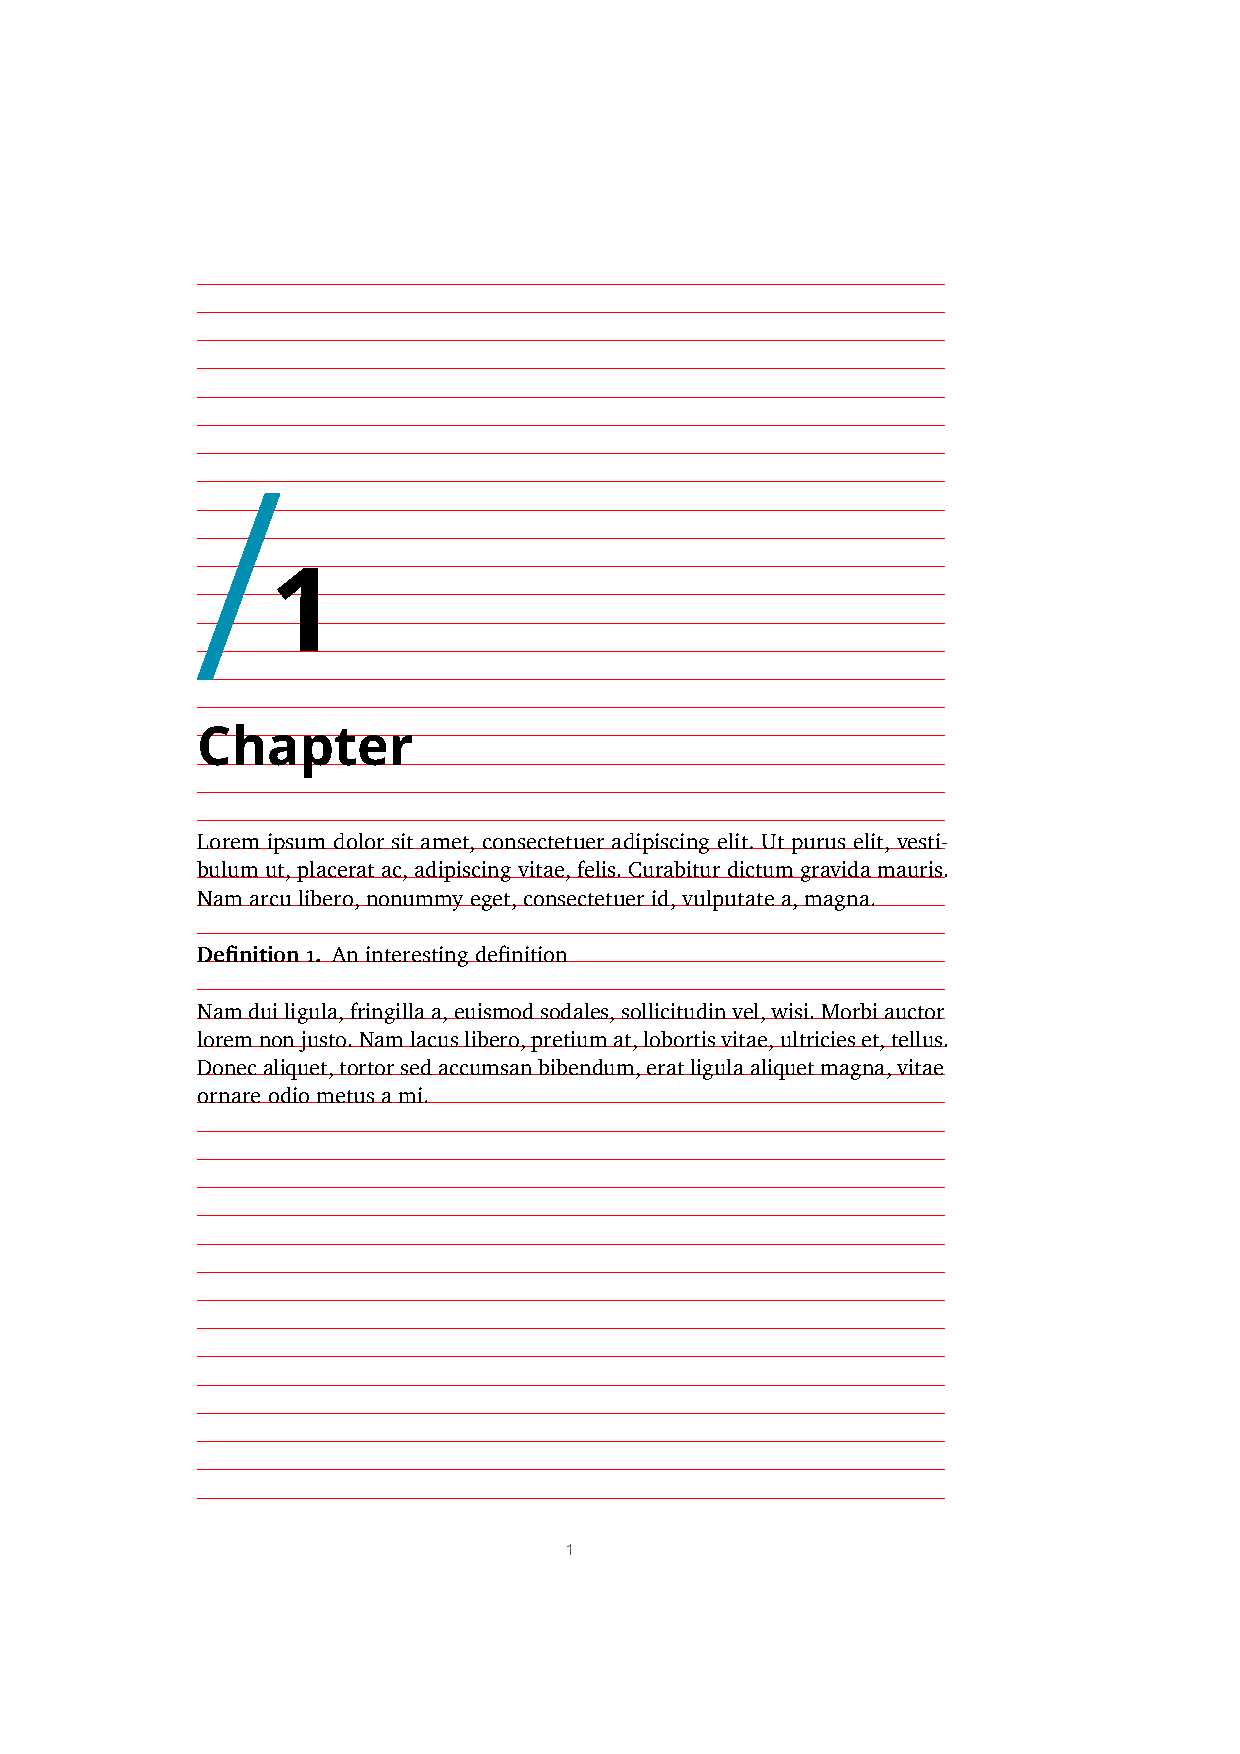 1
Chapter
Lorem ipsum dolor sit amet, consectetuer adipiscing elit. Ut purus elit, vesti-
bulum ut, placerat ac, adipiscing vitae, felis. Curabitur dictum gravida mauris.
Nam arcu libero, nonummy eget, consectetuer id, vulputate a, magna.
Definition 1. An interesting definition
Nam dui ligula, fringilla a, euismod sodales, sollicitudin vel, wisi. Morbi auctor
lorem non justo. Nam lacus libero, pretium at, lobortis vitae, ultricies et, tellus.
Donec aliquet, tortor sed accumsan bibendum, erat ligula aliquet magna, vitae
ornare odio metus a mi.
1